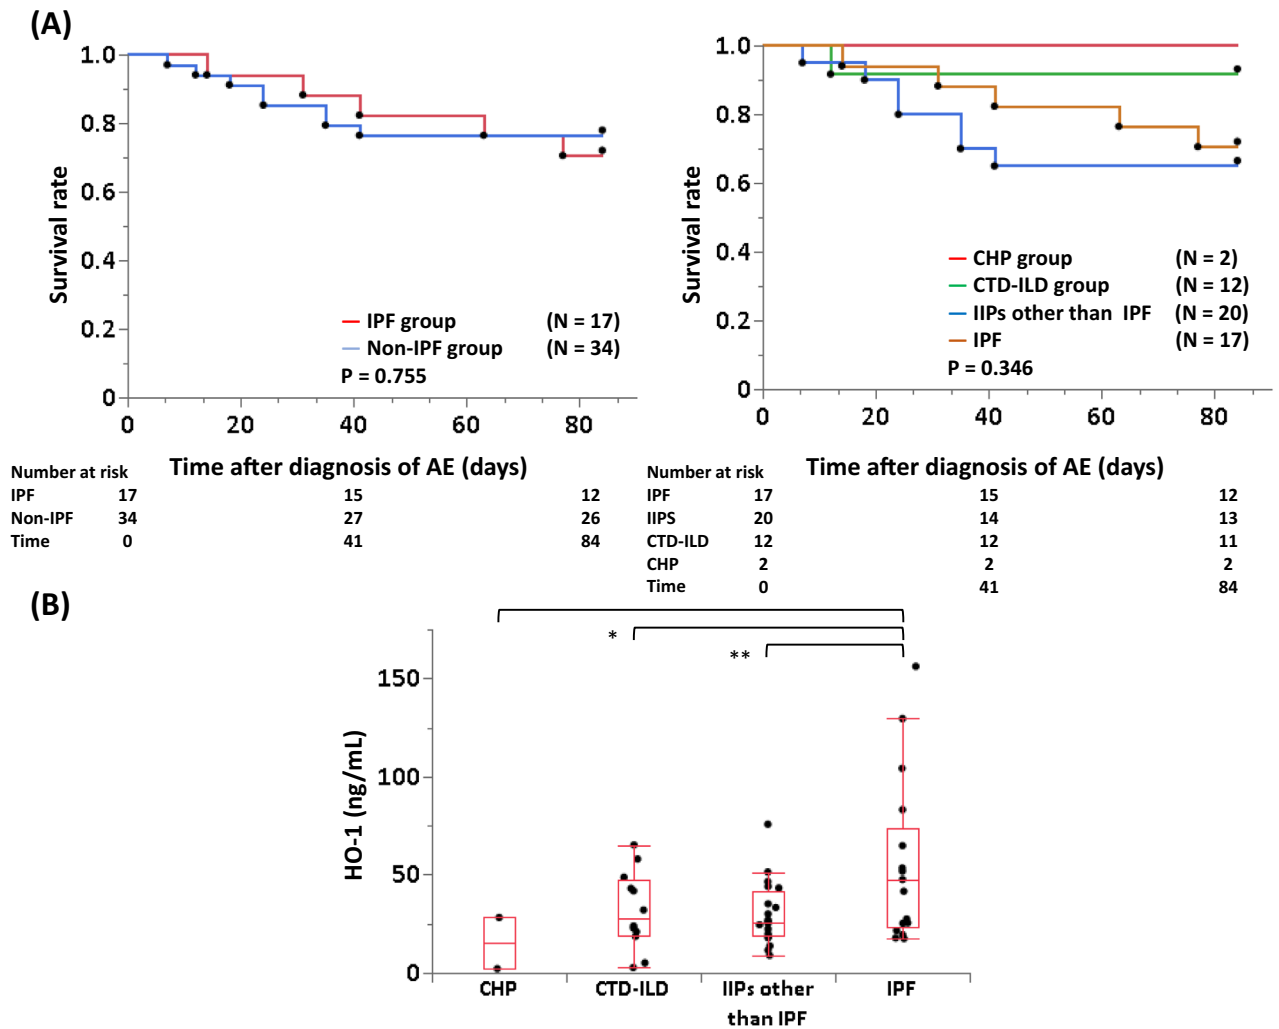 (A)
Survival rate
1.0
0.8
0.6
0.4
0.2
0
0 20 40 60 80
IPF group (N = 17)
Non-IPF group (N = 34)
P = 0.755
Time after diagnosis of AE (days)
Number at risk
IPF 17 15 12
Non-IPF 34 27 26
Time 0 41 84
Survival rate
1.0
0.8
0.6
0.4
0.2
0
0 20 40 60 80
CHP group (N = 2)
CTD-ILD group (N = 12)
IIPs other than IPF (N = 20)
IPF (N = 17)
P = 0.346
Time after diagnosis of AE (days)
Number at risk
IPF 17 15 12
IIPS 20 14 13
CTD-ILD 12 12 11
CHP 2 2 2
Time 0 41 84
(B)
*
**
HO-1 (ng/mL)
150
100
50
0
CHP CTD-ILD IIPs other IPF
than IPF